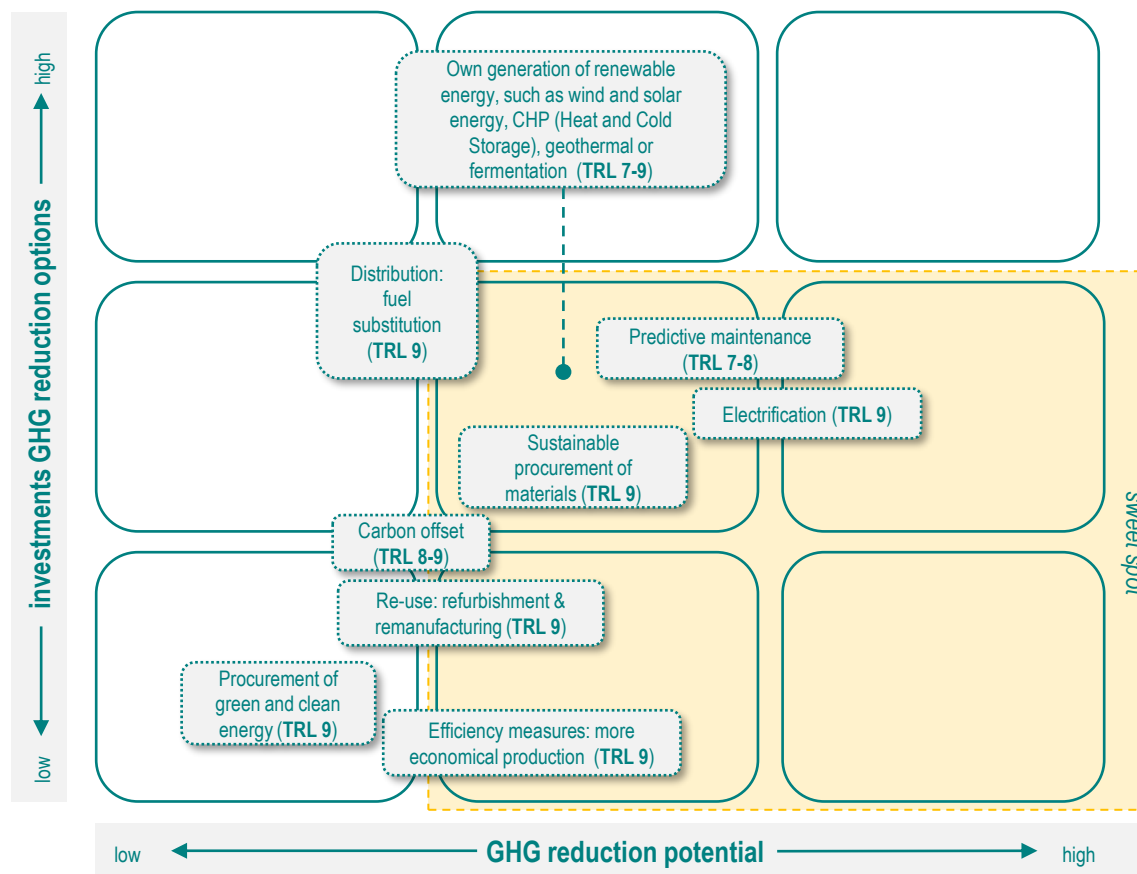 high
investments GHG reduction options
low
Own generation of renewable
energy, such as wind and solar
energy, CHP (Heat and Cold
Storage), geothermal or
fermentation (TRL 7-9)
Distribution:
fuel
substitution
(TRL 9)
Predictive maintenance
(TRL 7-8)
Electrification (TRL 9)
Sustainable
procurement of
materials (TRL 9)
sweet spot
Carbon offset
(TRL 8-9)
Re-use: refurbishment &
remanufacturing (TRL 9)
Procurement of
green and clean
energy (TRL 9)
Efficiency measures: more
economical production (TRL 9)
low
GHG reduction potential
high